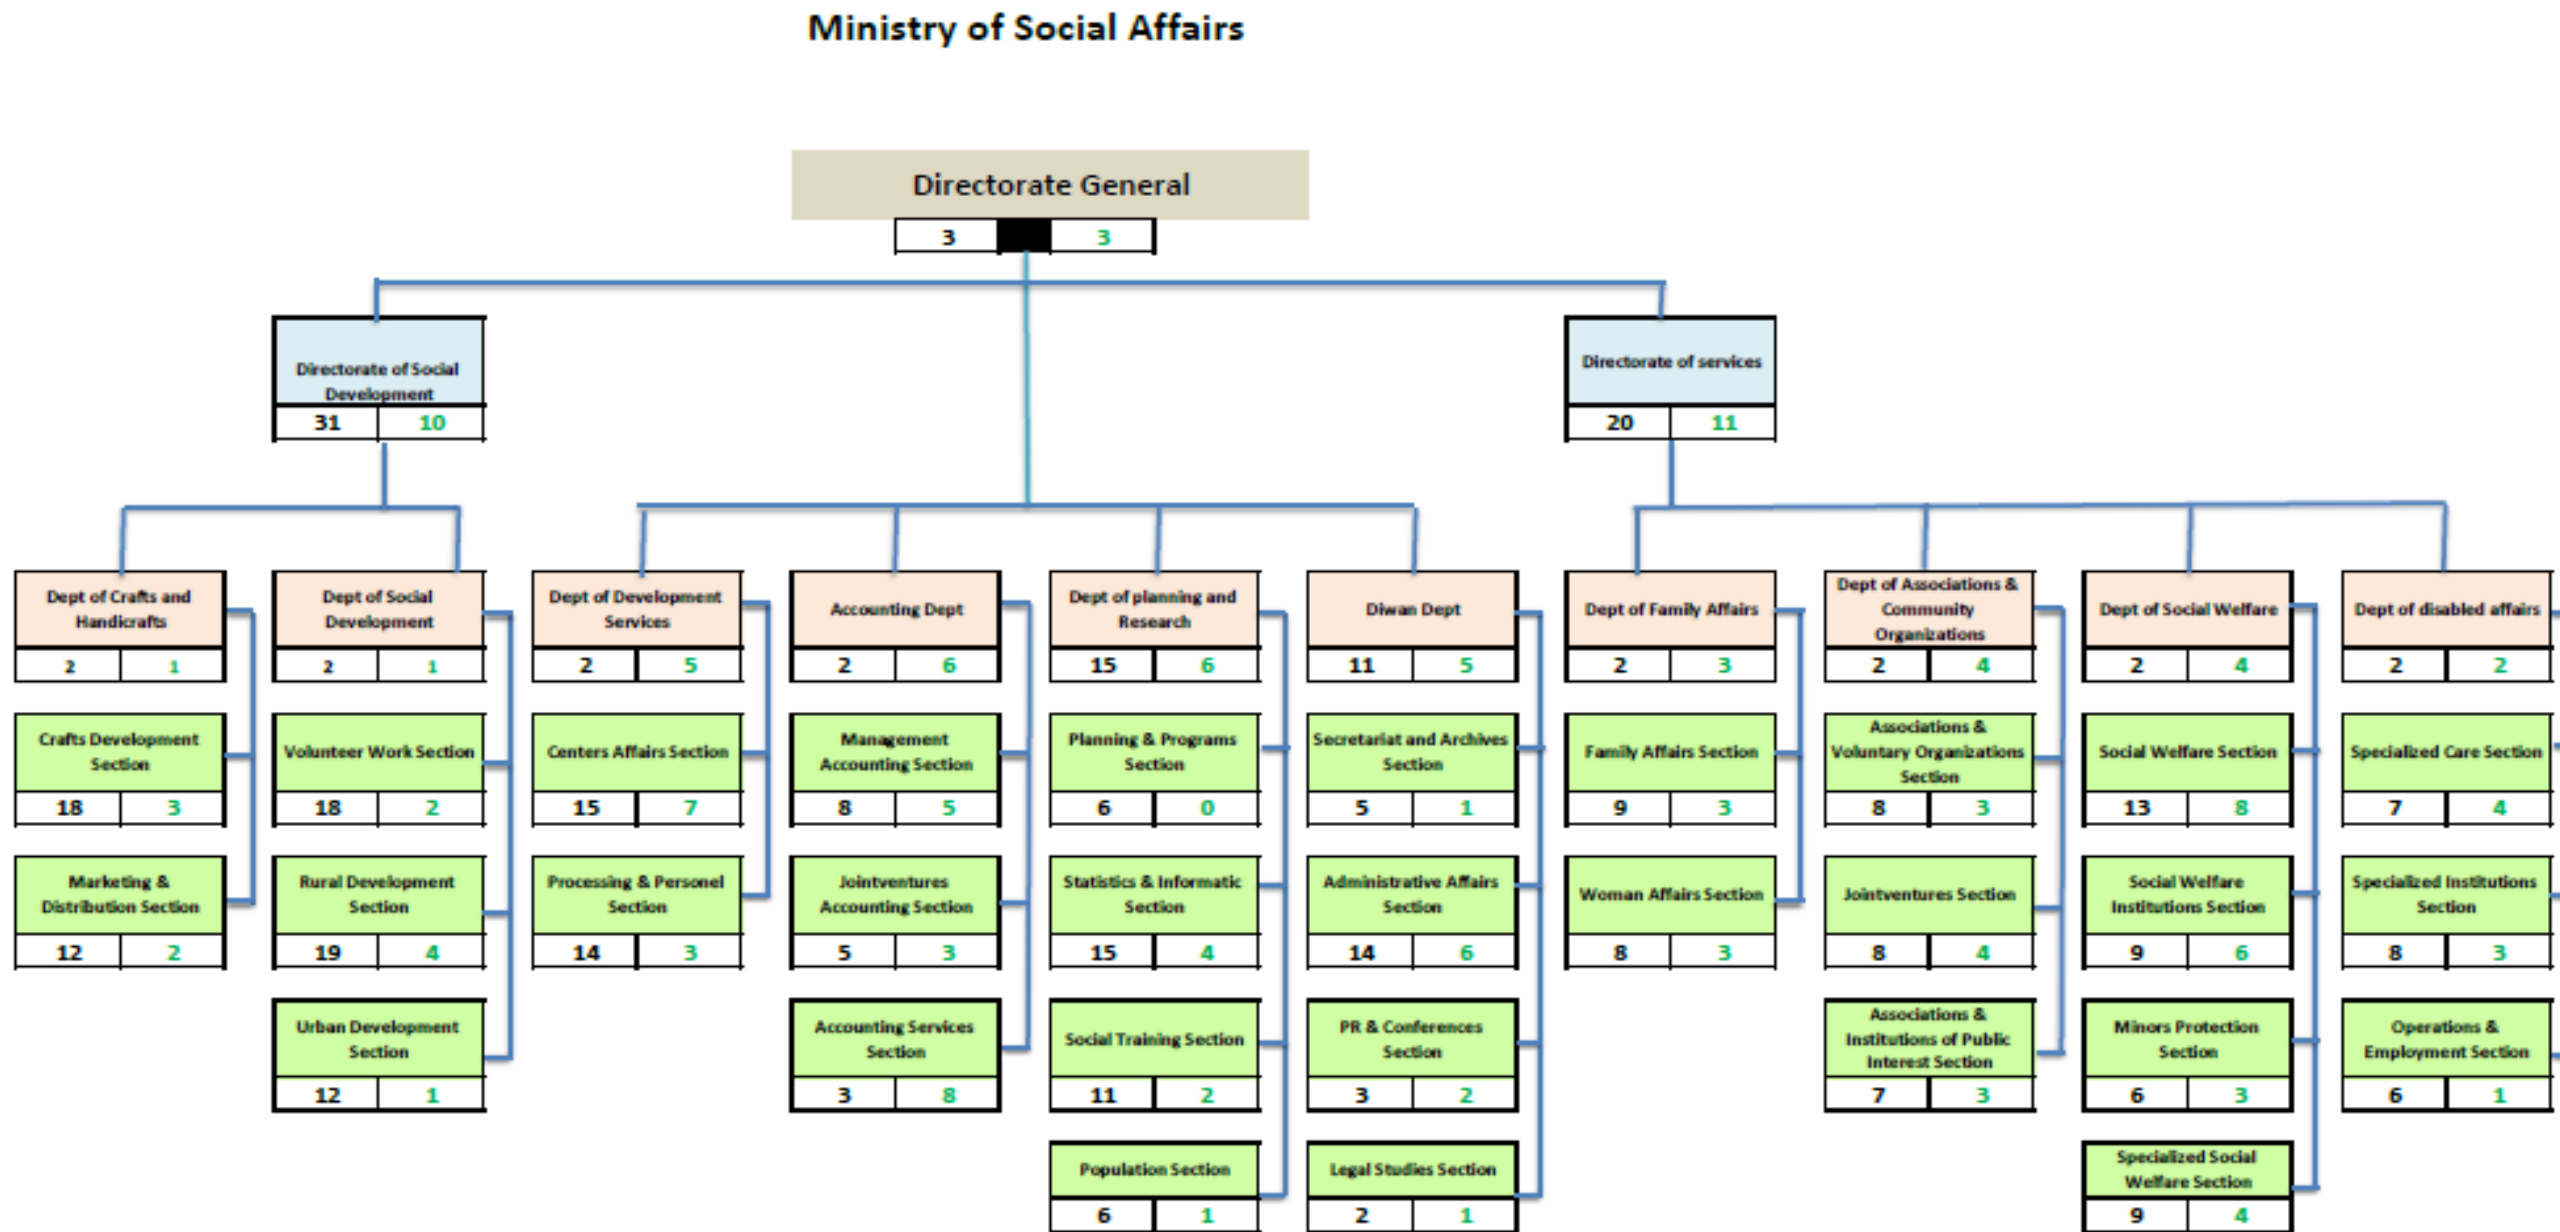 Ministry of Social Affairs
Directorate General
3 3
Directorate of Social
Development
31 10
Directorate of services
20 11
Dept of Crafts and
Handicrafts
2 1
Crafts Development
Section
18 3
Marketing &
Distribution Section
12 2
Dept of Social
Development
2 1
Volunteer Work Section
18 2
Rural Development
Section
19 4
Urban Development
Section
12 1
Dept of Development
Services
2 5
Centers Affairs Section
15 7
Processing & Personel
Section
14 3
Accounting Dept
2 6
Management
Accounting Section
8 5
Jointventures
Accounting Section
5 3
Accounting Services
Section
3 8
Dept of planning and
Research
15 6
Planning & Programs
Section
6 0
Statistics & Informatic
Section
15 4
Social Training Section
11 2
Population Section
6 1
Diwan Dept
11 5
Secretariat and Archives
Section
5 1
Administrative Affairs
Section
14 6
PR & Conferences
Section
3 2
Legal Studies Section
2 1
Dept of Family Affairs
2 3
Family Affairs Section
9 3
Woman Affairs Section
8 3
Dept of Associations &
Community
Organizations
2 4
Associations &
Voluntary Organizations
Section
8 3
Jointventures Section
8 4
Associations &
Institutions of Public
Interest Section
7 3
Dept of Social Welfare
2 4
Social Welfare Section
13 8
Social Welfare
Institutions Section
9 6
Minors Protection
Section
6 3
Specialized Social
Welfare Section
9 4
Dept of disabled affairs
2 2
Specialized Care Section
7 4
Specialized Institutions
Section
8 3
Operations &
Employment Section
6 1